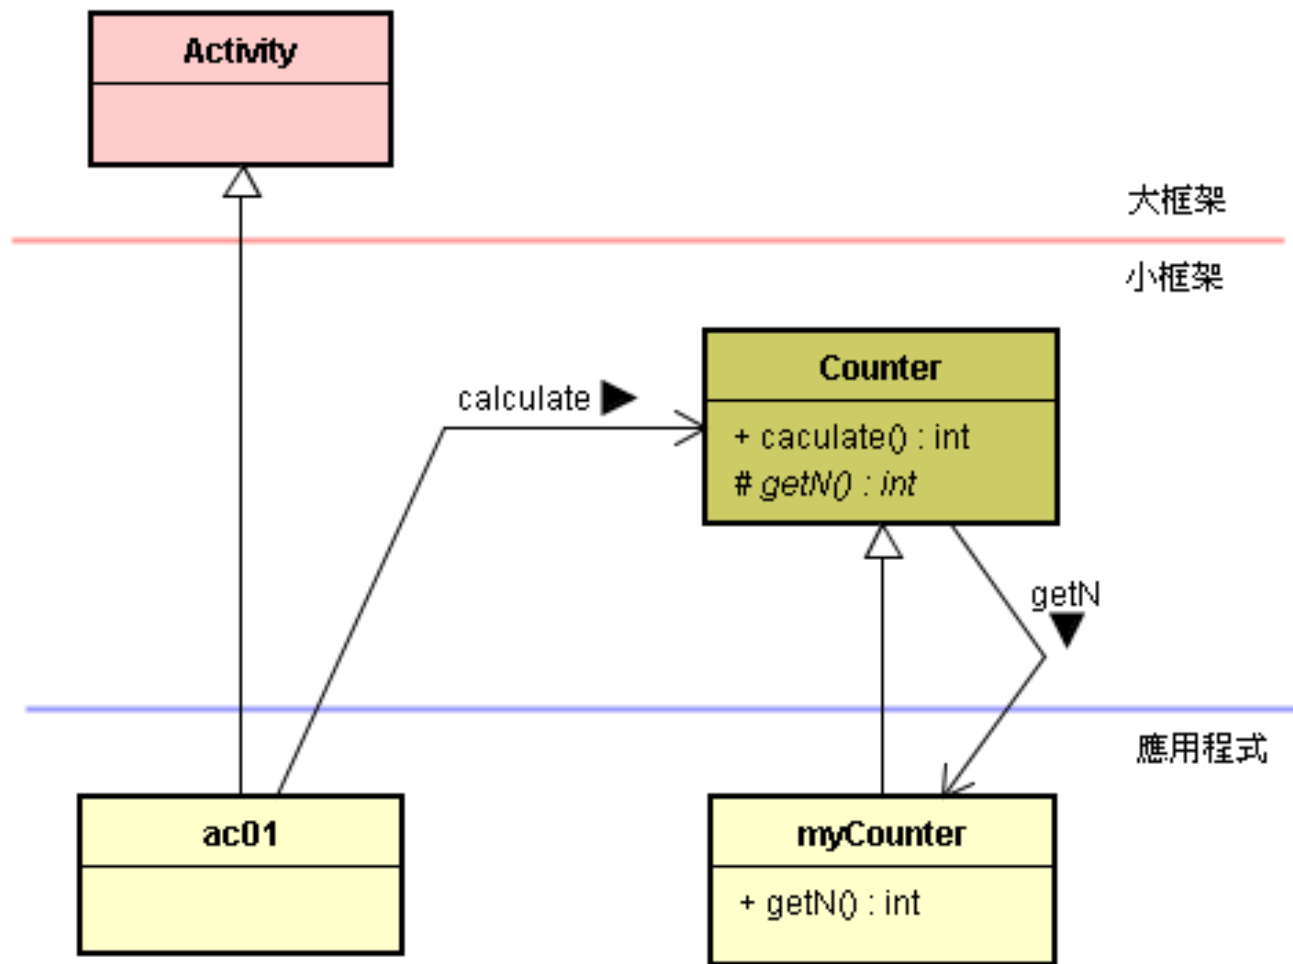 Activity
大框架
小框架
Counter
calculate
+ caculate() : int
# getN() : int
getN
應用程式
ac01
myCounter
+ getN() : int